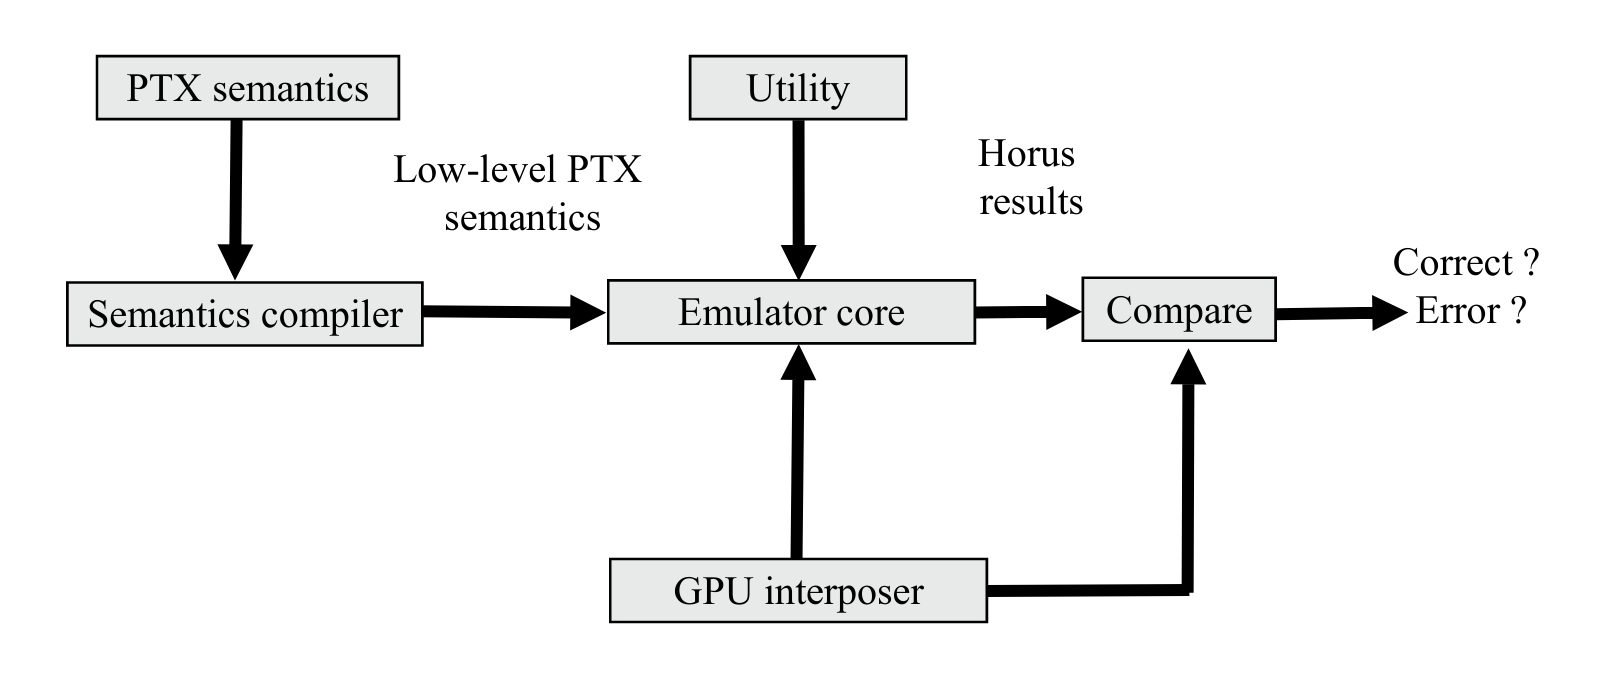 PTX semantics
Utility
Low-level PTX
semantics
Horus
results
Semantics compiler
Emulator core
Compare
Correct ?
Error ?
GPU interposer